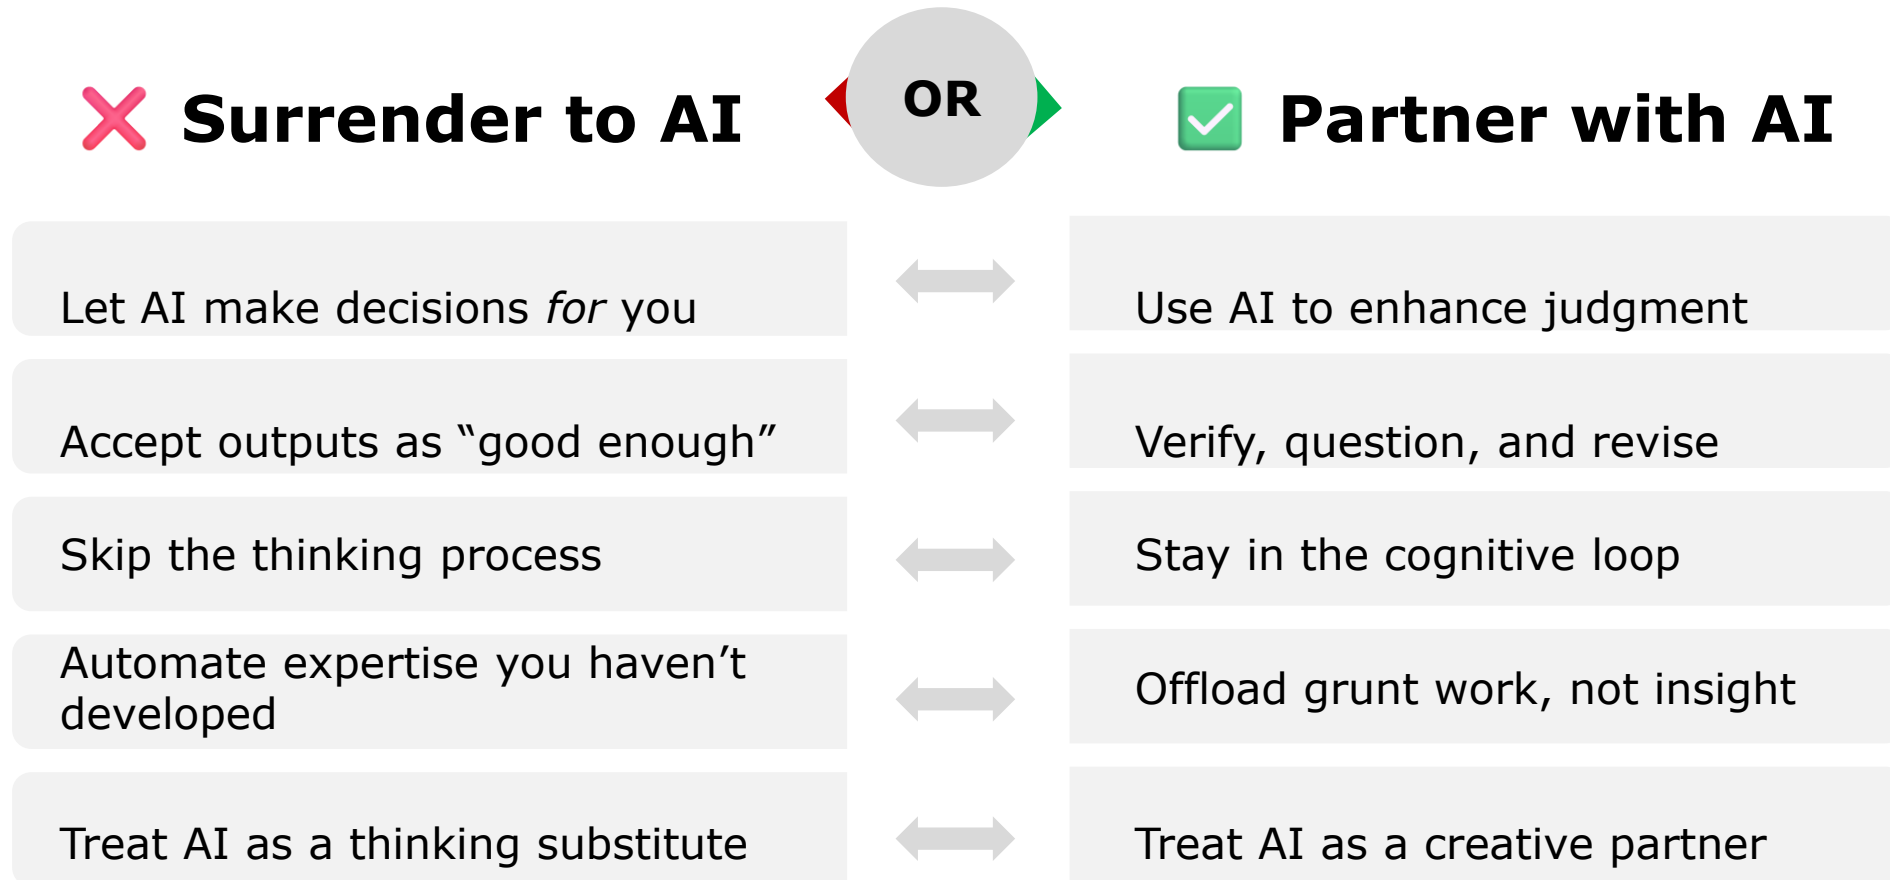 ❌ Surrender to AI
OR
✅ Partner with AI
Let AI make decisions for you
Use AI to enhance judgment
Accept outputs as “good enough”
Verify, question, and revise
Skip the thinking process
Stay in the cognitive loop
Automate expertise you haven’t
developed
Offload grunt work, not insight
Treat AI as a thinking substitute
Treat AI as a creative partner